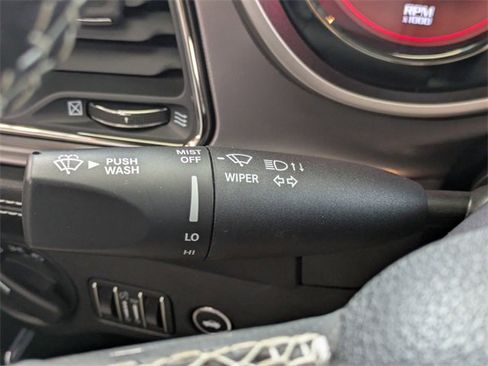 RPM
x1000
PUSH
WASH
MIST
OFF
LO
HI
WIPER